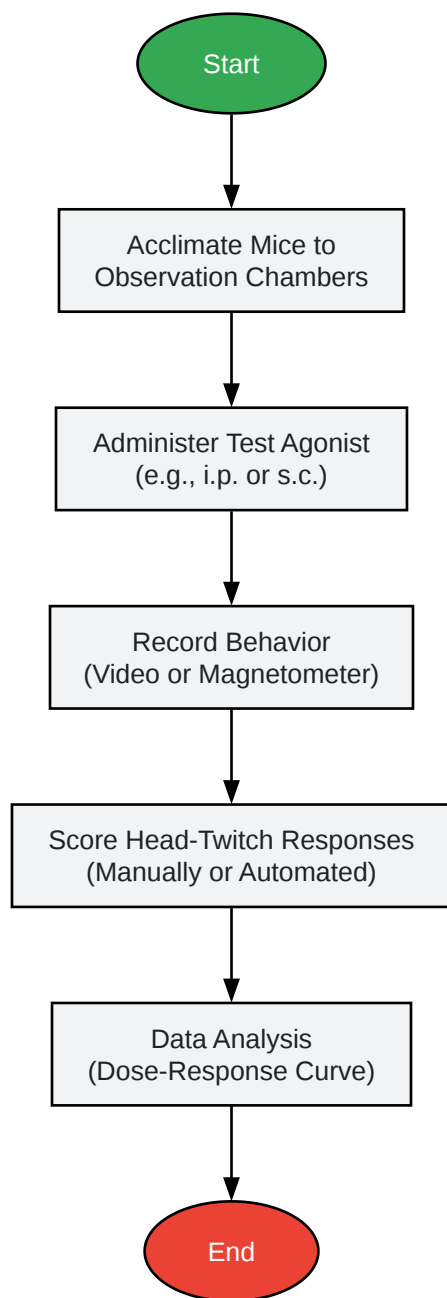 Start
Acclimate Mice to
Observation Chambers
Administer Test Agonist
(e.g., i.p. or s.c.)
Record Behavior
(Video or Magnetometer)
Score Head-Twitch Responses
(Manually or Automated)
Data Analysis
(Dose-Response Curve)
End